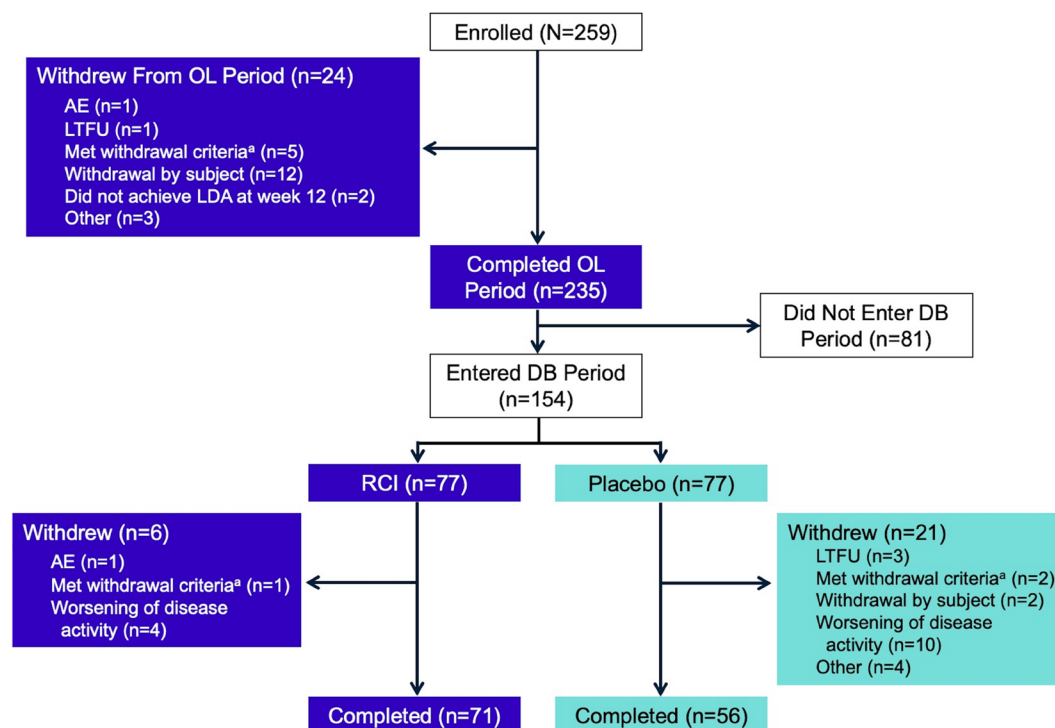 Enrolled (N=259)
Withdrew From OL Period (n=24)
AE (n=1)
LTFU (n=1)
Met withdrawal criteriaᵃ (n=5)
Withdrawal by subject (n=12)
Did not achieve LDA at week 12 (n=2)
Other (n=3)
Completed OL
Period (n=235)
Did Not Enter DB
Period (n=81)
Entered DB Period
(n=154)
RCI (n=77)
Placebo (n=77)
Withdrew (n=6)
AE (n=1)
Met withdrawal criteriaᵃ (n=1)
Worsening of disease
activity (n=4)
Withdrew (n=21)
LTFU (n=3)
Met withdrawal criteriaᵃ (n=2)
Withdrawal by subject (n=2)
Worsening of disease
activity (n=10)
Other (n=4)
Completed (n=71)
Completed (n=56)